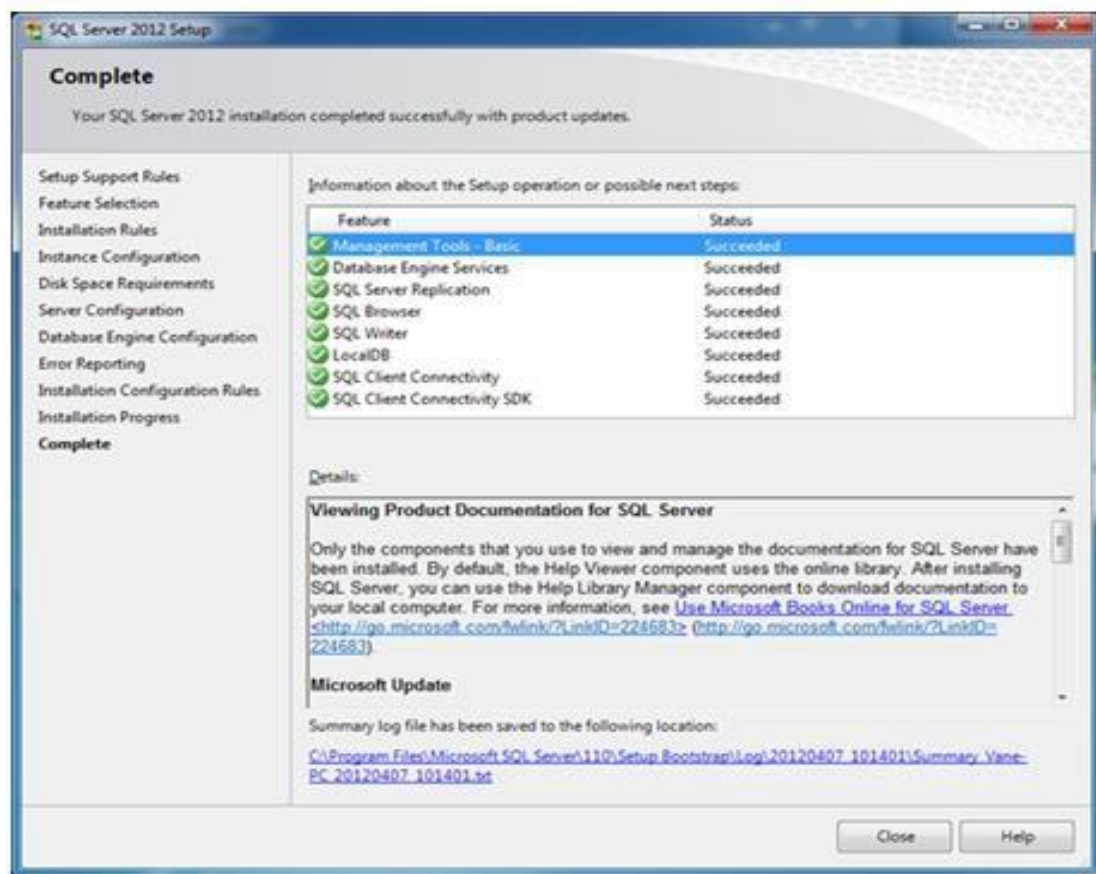 SQL Server 2012 Setup
Complete
Your SQL Server 2012 installation completed successfully with product updates.
Setup Support Rules
Feature Selection
Installation Rules
Instance Configuration
Disk Space Requirements
Server Configuration
Database Engine Configuration
Error Reporting
Installation Configuration Rules
Installation Progress
Complete
Information about the Setup operation or possible next steps:
Feature Status
Management Tools - Basic Succeeded
Database Engine Services Succeeded
SQL Server Replication Succeeded
SQL Browser Succeeded
SQL Writer Succeeded
LocalDB Succeeded
SQL Client Connectivity Succeeded
SQL Client Connectivity SDK Succeeded
Details:
Viewing Product Documentation for SQL Server
Only the components that you use to view and manage the documentation for SQL Server have
been installed. By default, the Help Viewer component uses the online library. After installing
SQL Server, you can use the Help Library Manager component to download documentation to
your local computer. For more information, see Use Microsoft Books Online for SQL Server
<http://go.microsoft.com/fwlink/?LinkID=224683> (http://go.microsoft.com/fwlink/?LinkID=
224683).
Microsoft Update
Summary log file has been saved to the following location:
C:\Program Files\Microsoft SQL Server\110\Setup Bootstrap\Log\20120407_101401\Summary_Vane-
PC_20120407_101401.txt
Close
Help